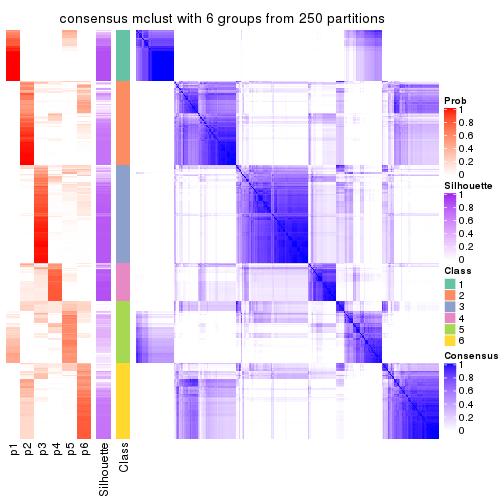 consensus mclust with 6 groups from 250 partitions
Prob
1
0.8
0.6
0.4
0.2
0
Silhouette
1
0.8
0.6
0.4
0.2
0
Class
1
2
3
4
5
6
Consensus
1
0.8
0.6
0.4
0.2
0
p1
p2
p3
p4
p5
p6
Silhouette
Class